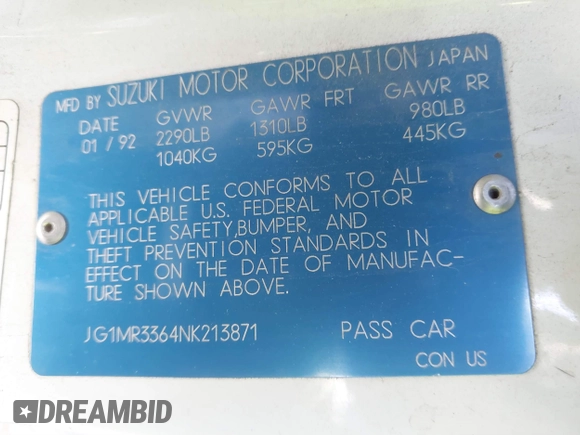 MFD BY SUZUKI MOTOR CORPORATION JAPAN
DATE GVWR GAWR FRT GAWR RR
01 / 92 2290LB 1310LB 980LB
1040KG 595KG 445KG
THIS VEHICLE CONFORMS TO ALL
APPLICABLE U.S. FEDERAL MOTOR
VEHICLE SAFETY,BUMPER, AND
THEFT PREVENTION STANDARDS IN
EFFECT ON THE DATE OF MANUFAC-
TURE SHOWN ABOVE.
JG1MR3364NK213871 PASS CAR
CON US
DREAMBID